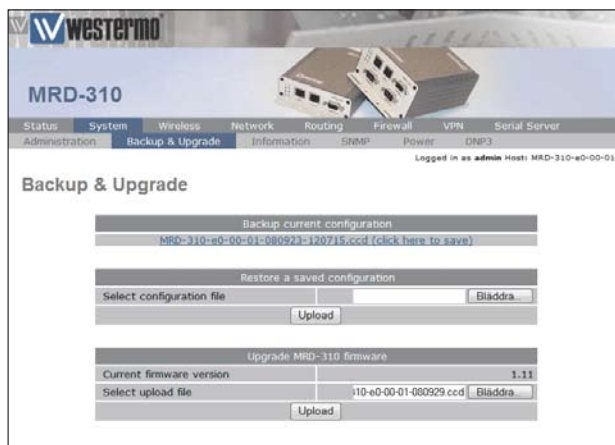 Westermo
MRD-310
Status System Wireless Network Routing Firewall VPN Serial Server
Administration Backup & Upgrade Information SNMP Power DNP3
Logged in as admin Host: MRD-310-e0-00-01
Backup & Upgrade
Backup current configuration
MRD-310-e0-00-01-080923-120715.ccd (click here to save)
Restore a saved configuration
Select configuration file Bläddra...
Upload
Upgrade MRD-310 firmware
Current firmware version 1.11
Select upload file 310-e0-00-01-080929.ccd Bläddra...
Upload